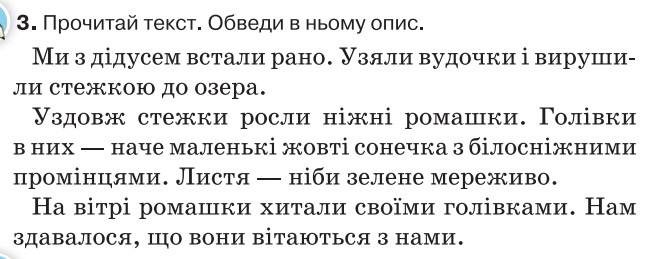 3. Прочитай текст. Обведи в ньому опис.
Ми з дідусем встали рано. Узяли вудочки і вируши-
ли стежкою до озера.
Уздовж стежки росли ніжні ромашки. Голівки
в них — наче маленькі жовті сонечка з білосніжними
промінцями. Листя — ніби зелене мереживо.
На вітрі ромашки хитали своїми голівками. Нам
здавалося, що вони вітаються з нами.